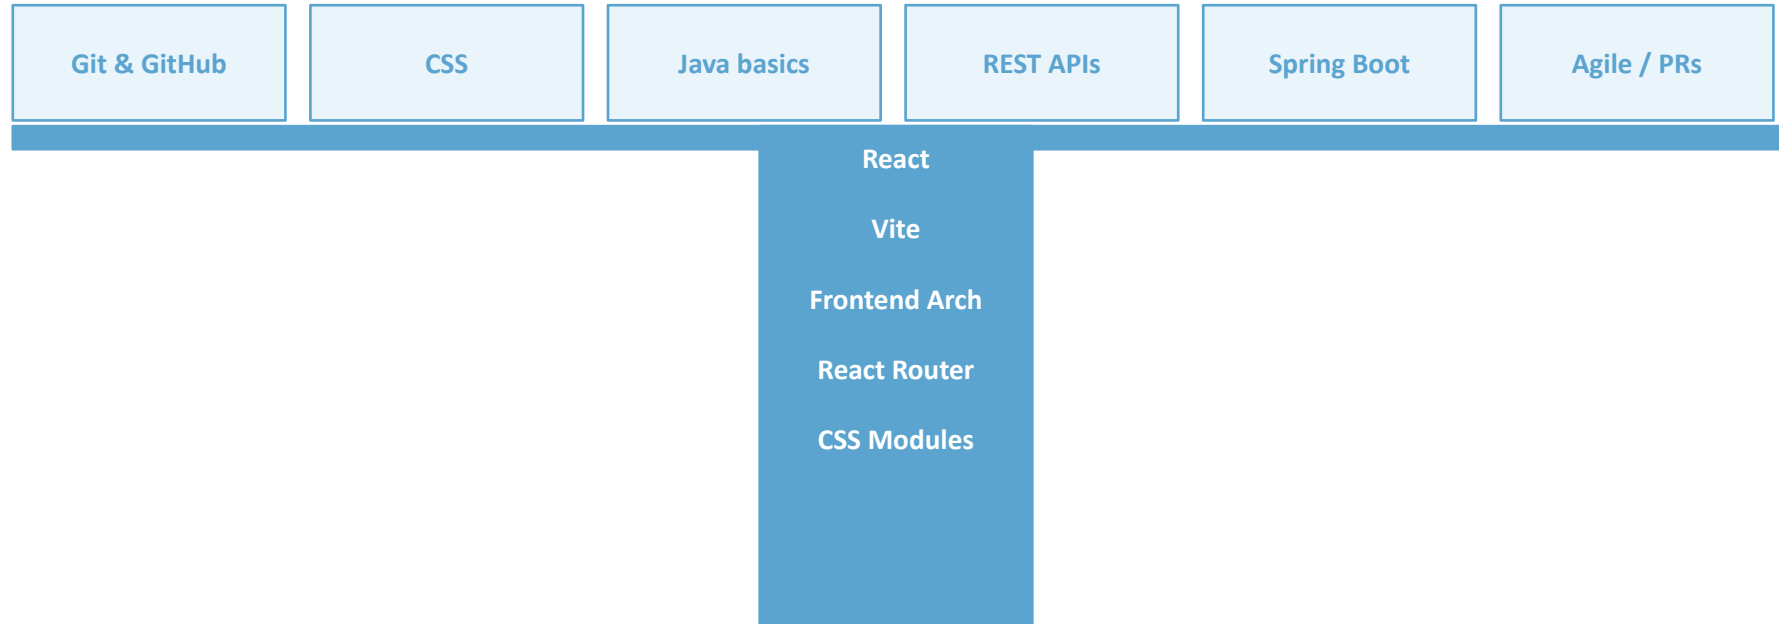 Git & GitHub
CSS
Java basics
REST APIs
Spring Boot
Agile / PRs
React
Vite
Frontend Arch
React Router
CSS Modules